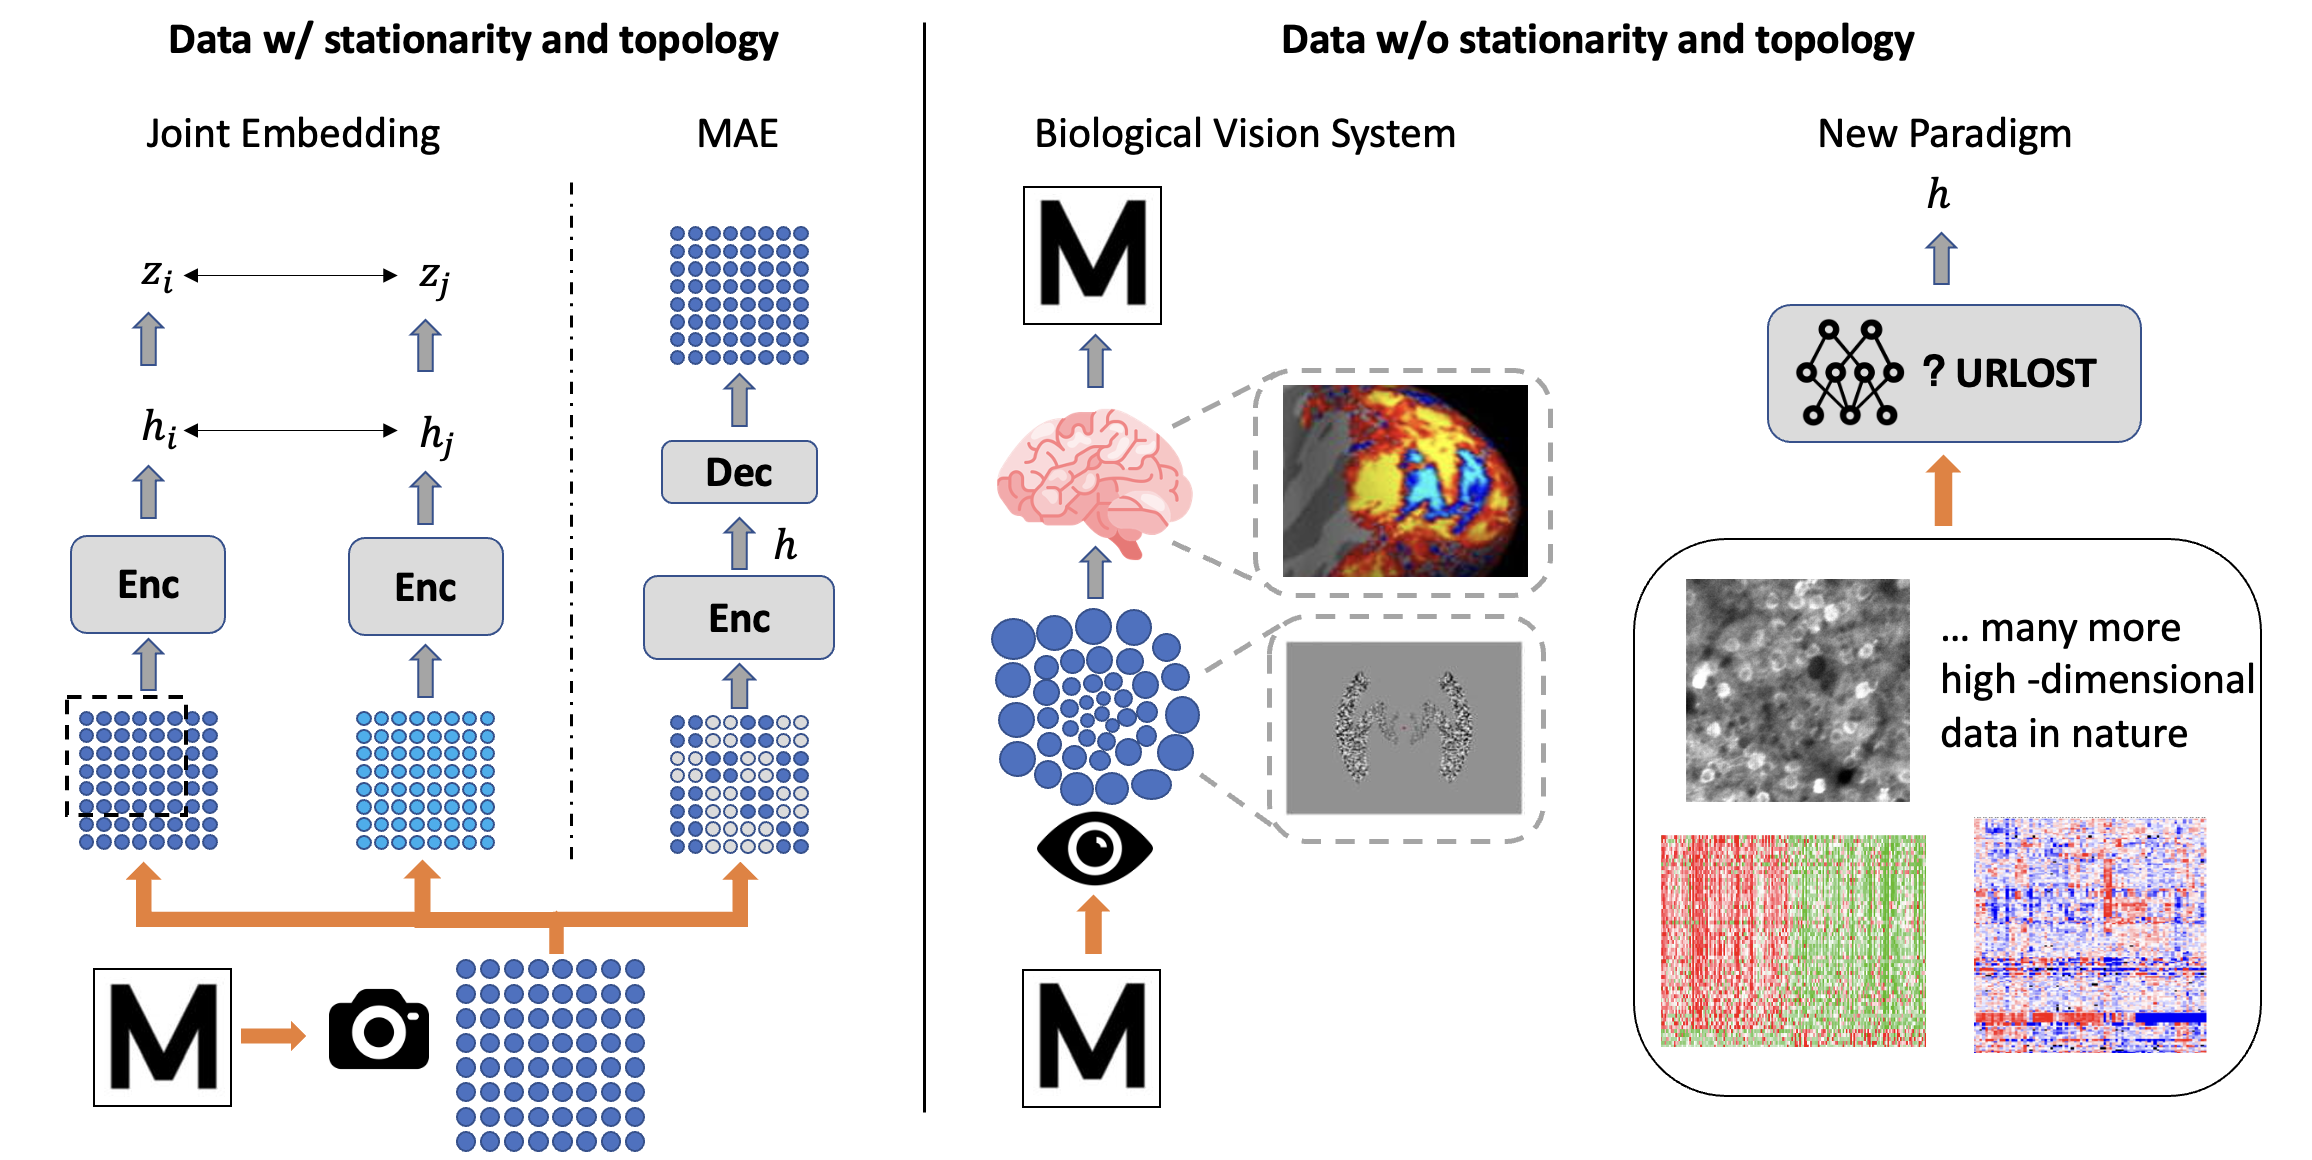 Data w/ stationarity and topology
Joint Embedding
MAE
z_i
z_j
h_i
h_j
Enc
Enc
Dec
h
Enc
M
Data w/o stationarity and topology
Biological Vision System
M
M
New Paradigm
h
? URLOST
... many more
high -dimensional
data in nature